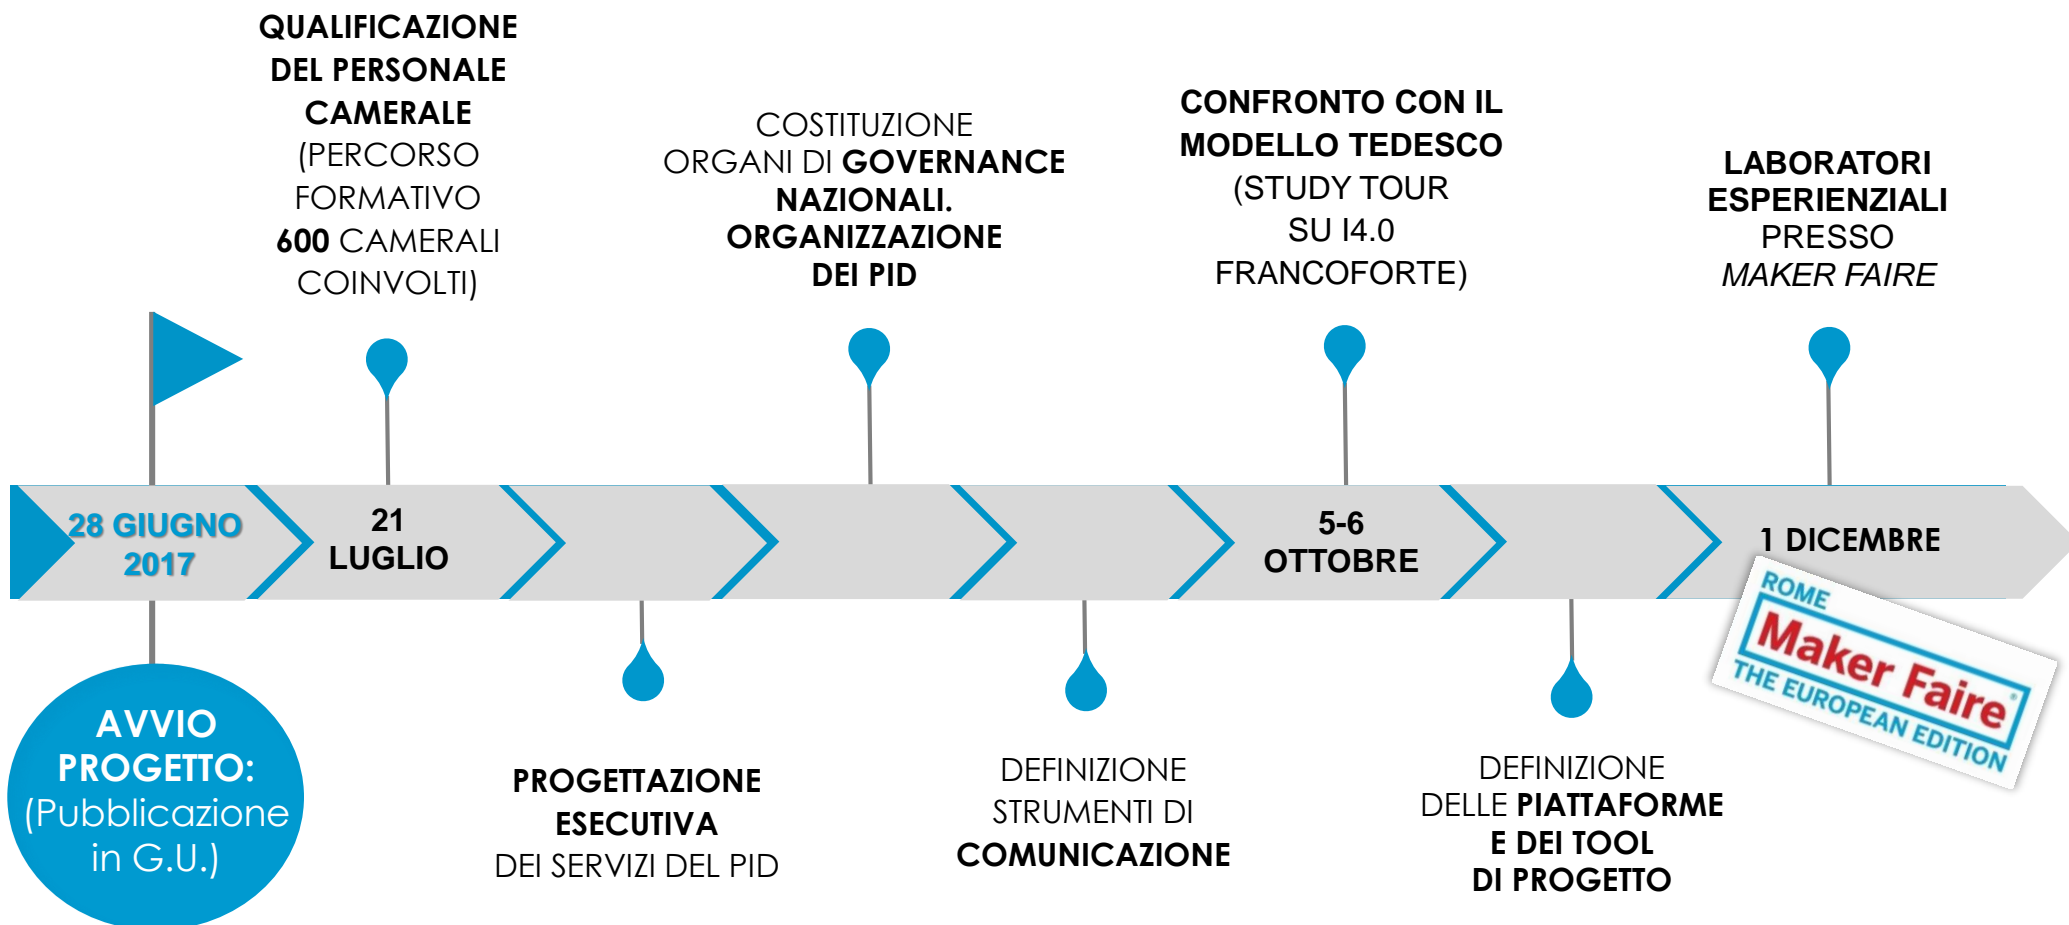 QUALIFICAZIONE
DEL PERSONALE
CAMERALE
(PERCORSO
FORMATIVO
600 CAMERALI
COINVOLTI)
COSTITUZIONE
ORGANI DI GOVERNANCE
NAZIONALI.
ORGANIZZAZIONE
DEI PID
CONFRONTO CON IL
MODELLO TEDESCO
(STUDY TOUR
SU I4.0
FRANCOFORTE)
LABORATORI
ESPERIENZIALI
PRESSO
MAKER FAIRE
28 GIUGNO
2017
21
LUGLIO
5-6
OTTOBRE
1 DICEMBRE
ROME
Maker Faire®
THE EUROPEAN EDITION
AVVIO
PROGETTO:
(Pubblicazione
in G.U.)
PROGETTAZIONE
ESECUTIVA
DEI SERVIZI DEL PID
DEFINIZIONE
STRUMENTI DI
COMUNICAZIONE
DEFINIZIONE
DELLE PIATTAFORME
E DEI TOOL
DI PROGETTO